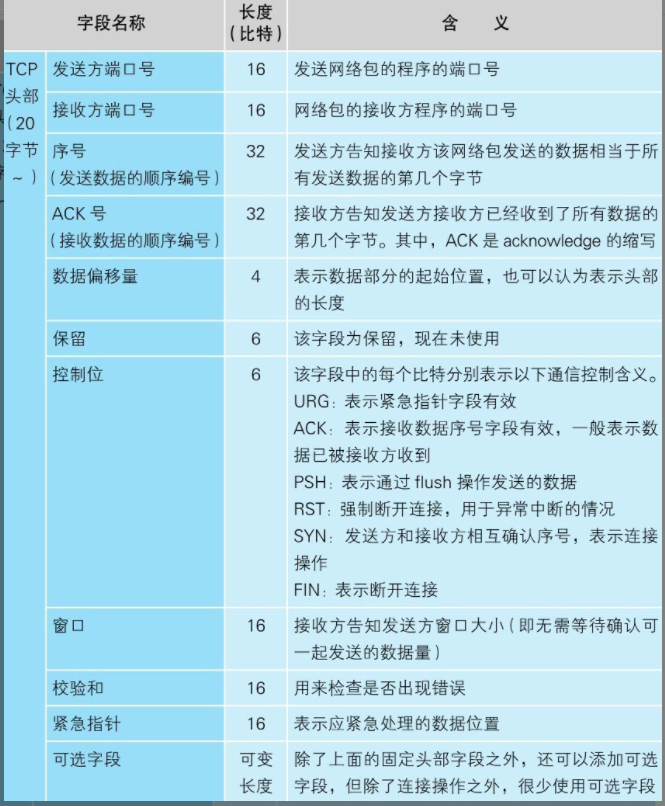 字段名称
长度
（比特）
含 义
TCP
头部
（20
字节
~）
发送方端口号
16
发送网络包的程序的端口号
接收方端口号
16
网络包的接收方程序的端口号
序号
（发送数据的顺序编号）
32
发送方告知接收方该网络包发送的数据相当于所
有发送数据的第几个字节
ACK 号
（接收数据的顺序编号）
32
接收方告知发送方接收方已经收到了所有数据的
第几个字节。其中，ACK 是 acknowledge 的缩写
数据偏移量
4
表示数据部分的起始位置，也可以认为表示头部
的长度
保留
6
该字段为保留，现在未使用
控制位
6
该字段中的每个比特分别表示以下通信控制含义。
URG：表示紧急指针字段有效
ACK：表示接收数据序号字段有效，一般表示数
据已被接收方收到
PSH：表示通过 flush 操作发送的数据
RST：强制断开连接，用于异常中断的情况
SYN：发送方和接收方相互确认序号，表示连接
操作
FIN：表示断开连接
窗口
16
接收方告知发送方窗口大小（即无需等待确认可
一起发送的数据量）
校验和
16
用来检查是否出现错误
紧急指针
16
表示应紧急处理的数据位置
可选字段
可变
长度
除了上面的固定头部字段之外，还可以添加可选
字段，但除了连接操作之外，很少使用可选字段